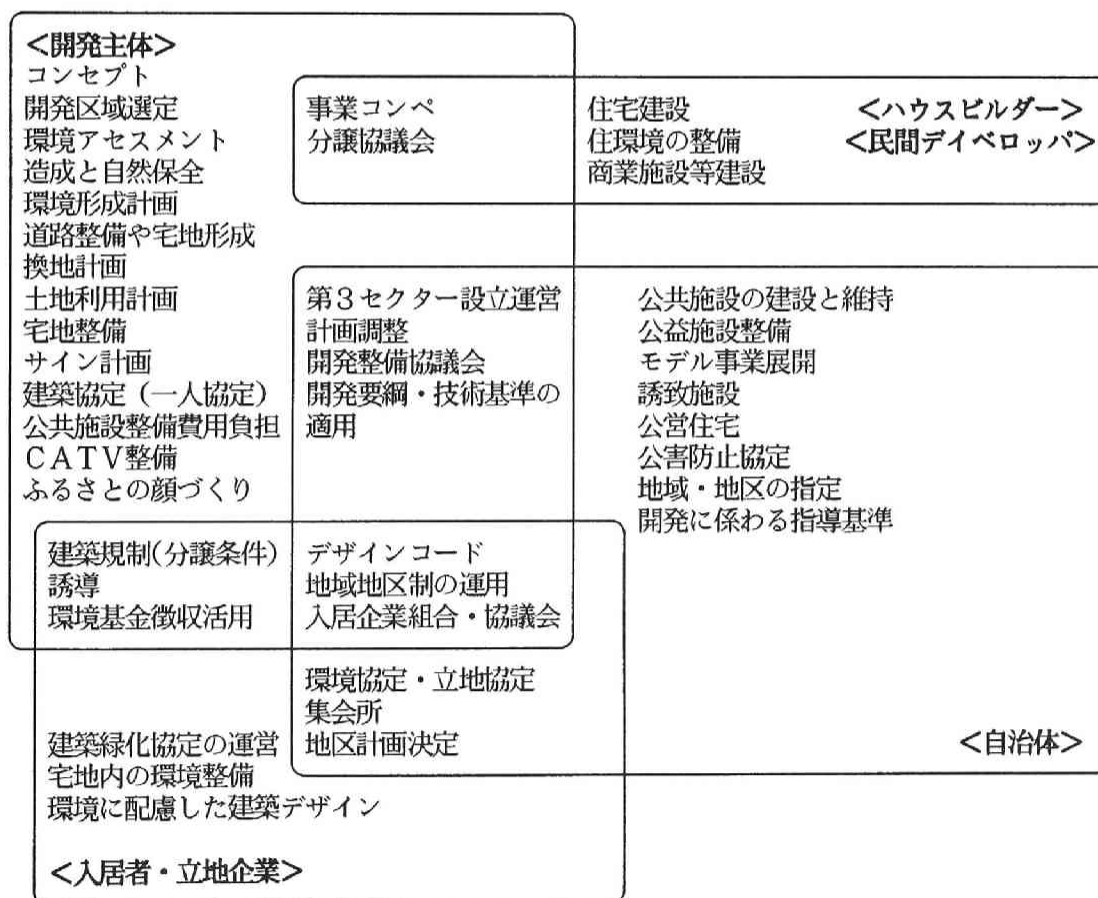 <開発主体>
コンセプト
開発区域選定
環境アセスメント
造成と自然保全
環境形成計画
道路整備や宅地形成
換地計画
土地利用計画
宅地整備
サイン計画
建築協定（一人協定）
公共施設整備費用負担
ＣＡＴＶ整備
ふるさとの顔づくり
事業コンペ
分譲協議会
住宅建設
住環境の整備
商業施設等建設
<ハウスビルダー>
<民間デイベロッパ>
第３セクター設立運営
計画調整
開発整備協議会
開発要綱・技術基準の
適用
公共施設の建設と維持
公益施設整備
モデル事業展開
誘致施設
公営住宅
公害防止協定
地域・地区の指定
開発に係わる指導基準
建築規制(分譲条件)
誘導
環境基金徴収活用
デザインコード
地域地区制の運用
入居企業組合・協議会
環境協定・立地協定
集会所
地区計画決定
<自治体>
建築緑化協定の運営
宅地内の環境整備
環境に配慮した建築デザイン
<入居者・立地企業>